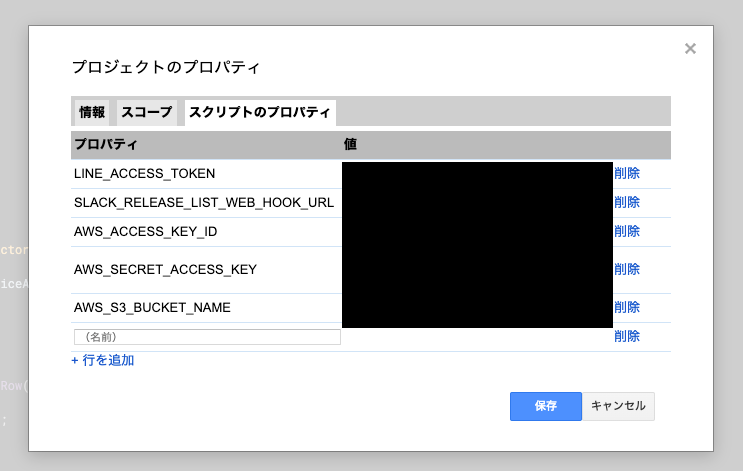 ×
プロジェクトのプロパティ
情報 スコープ スクリプトのプロパティ
プロパティ 値
LINE_ACCESS_TOKEN 削除
SLACK_RELEASE_LIST_WEB_HOOK_URL 削除
AWS_ACCESS_KEY_ID 削除
ctor
AWS_SECRET_ACCESS_KEY 削除
iceA
AWS_S3_BUCKET_NAME 削除
（名前） 削除
+ 行を追加
Row(
保存 キャンセル
;